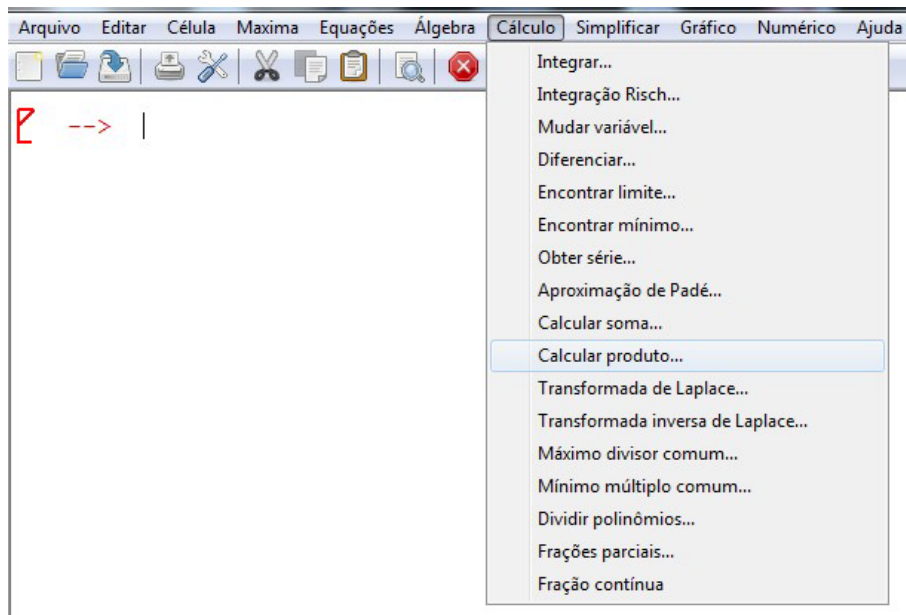 Arquivo Editar Célula Maxima Equações Álgebra Cálculo Simplificar Gráfico Numérico Ajuda
-->
Integrar...
Integração Risch...
Mudar variável...
Diferenciar...
Encontrar limite...
Encontrar mínimo...
Obter série...
Aproximação de Padé...
Calcular soma...
Calcular produto...
Transformada de Laplace...
Transformada inversa de Laplace...
Máximo divisor comum...
Mínimo múltiplo comum...
Dividir polinômios...
Frações parciais...
Fração contínua